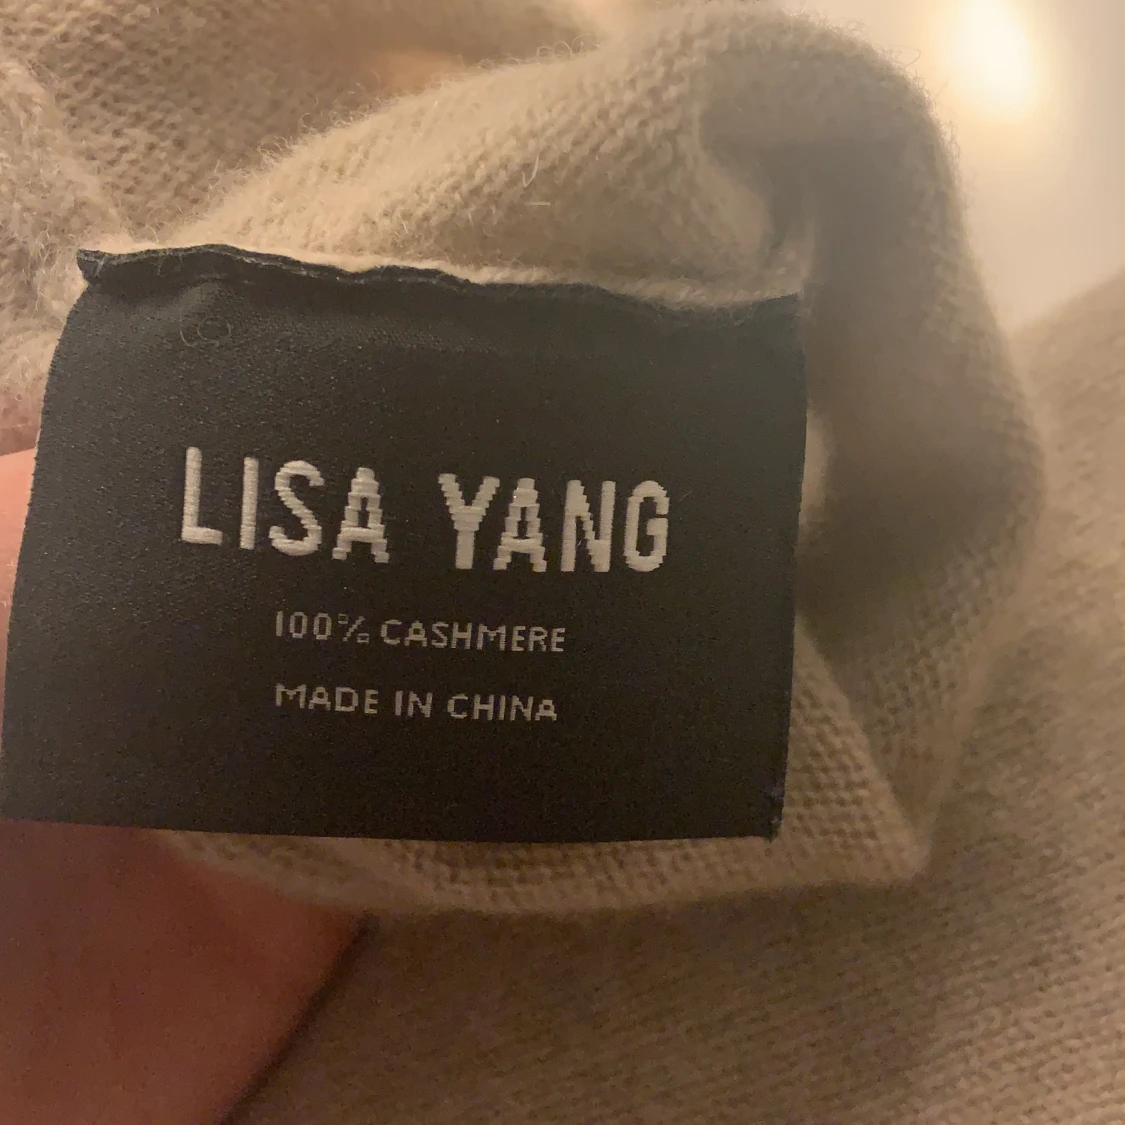 LISA YANG
100% CASHMERE
MADE IN CHINA